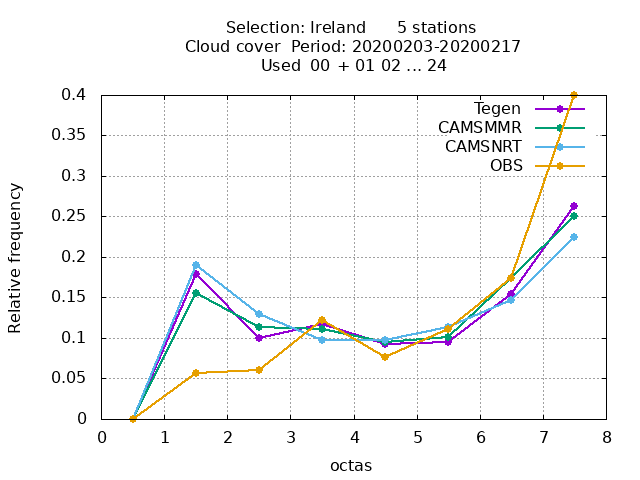 Selection: Ireland 5 stations
Cloud cover Period: 20200203-20200217
Used 00 + 01 02 ... 24
Tegen
CAMSMMR
CAMSNRT
OBS
Relative frequency
0.4
0.35
0.3
0.25
0.2
0.15
0.1
0.05
0
0 1 2 3 4 5 6 7 8
octas